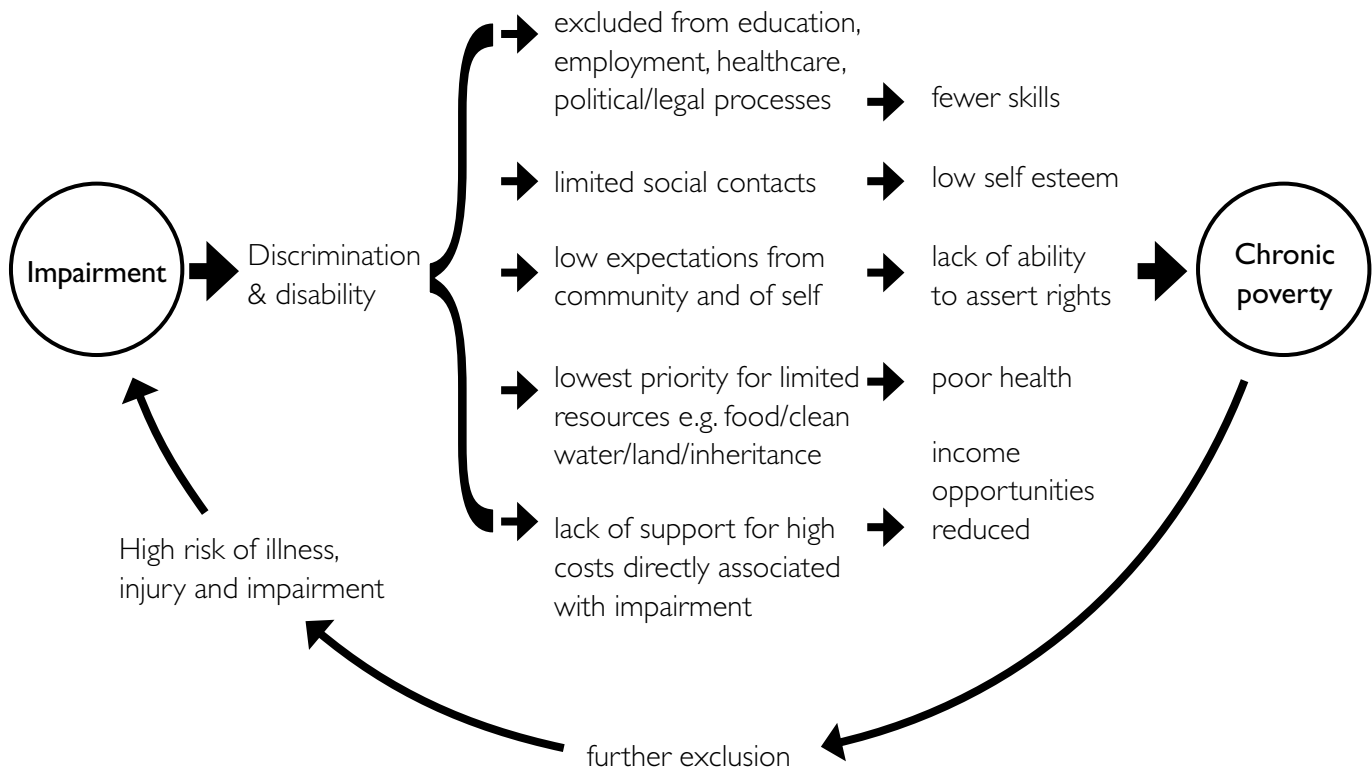 excluded from education,
employment, healthcare,
political/legal processes
fewer skills
limited social contacts
low self esteem
Impairment
Discrimination
& disability
low expectations from
community and of self
lack of ability
to assert rights
Chronic
poverty
lowest priority for limited
resources e.g. food/clean
water/land/inheritance
poor health
income
opportunities
reduced
lack of support for high
costs directly associated
with impairment
High risk of illness,
injury and impairment
further exclusion